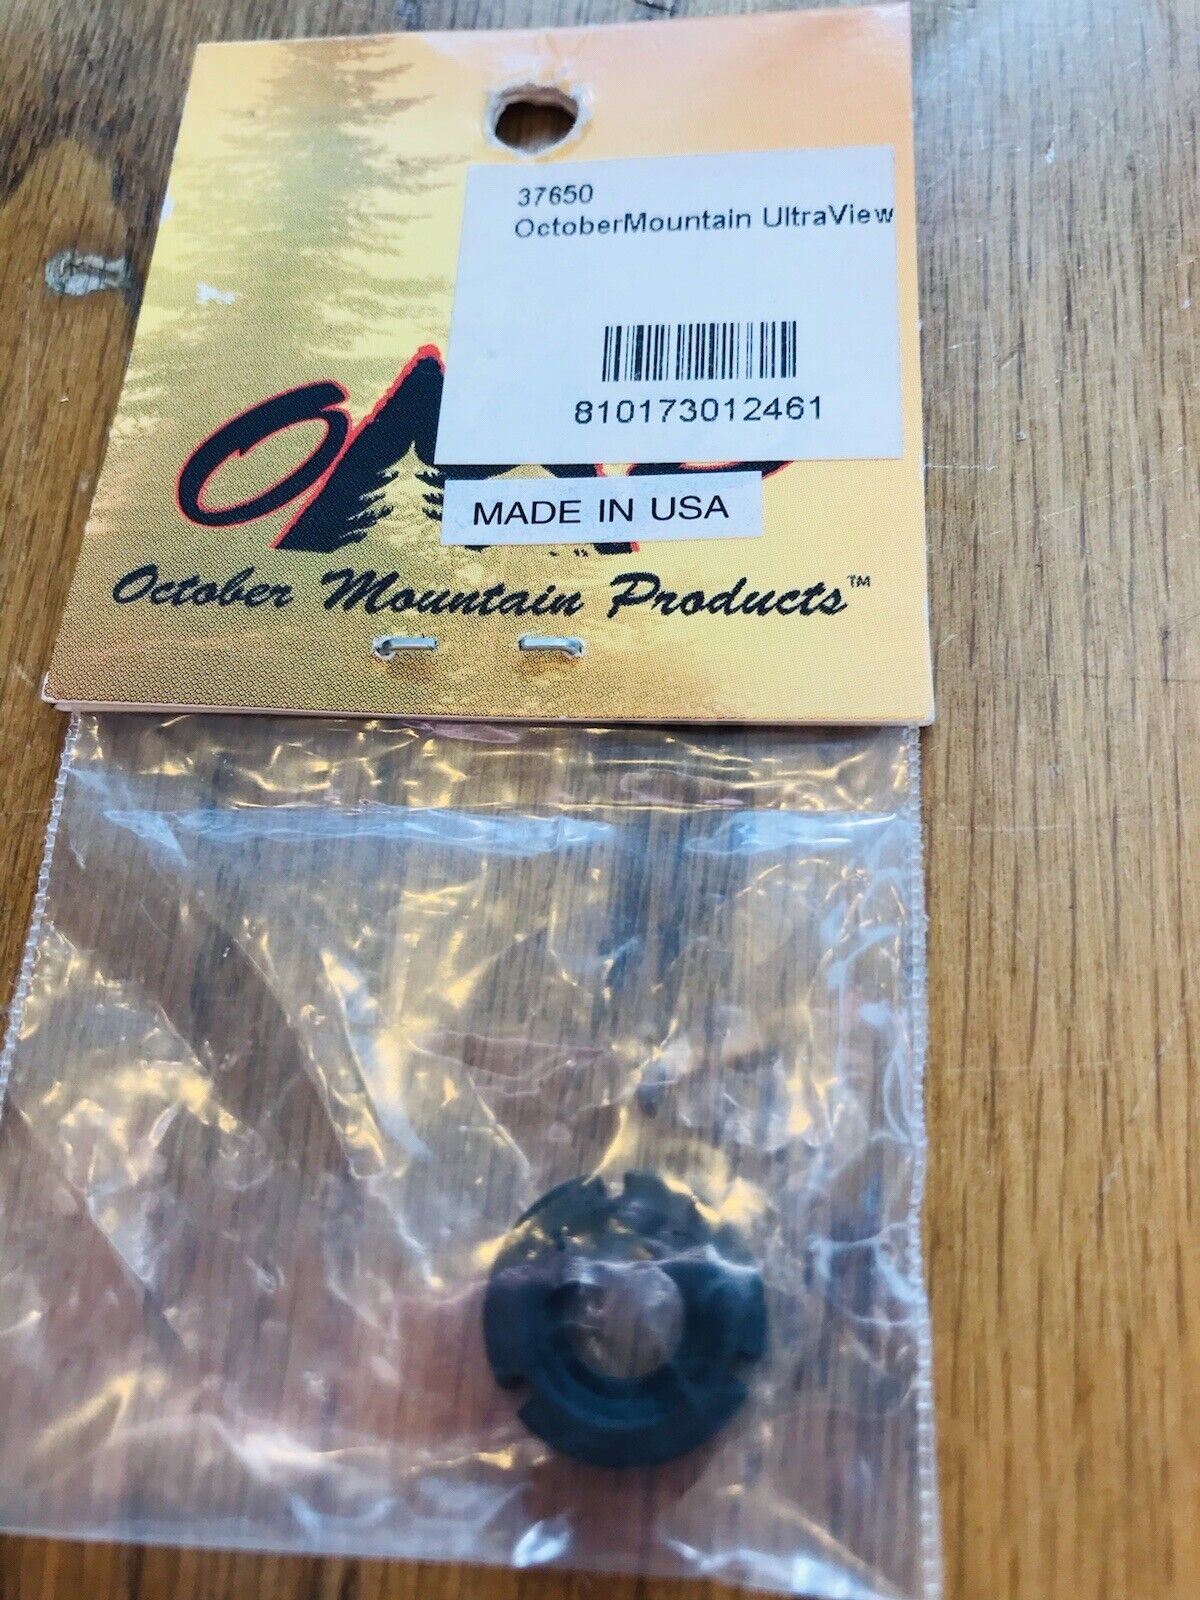 37650
OctoberMountain UltraView
810173012461
MADE IN USA
October Mountain Products™